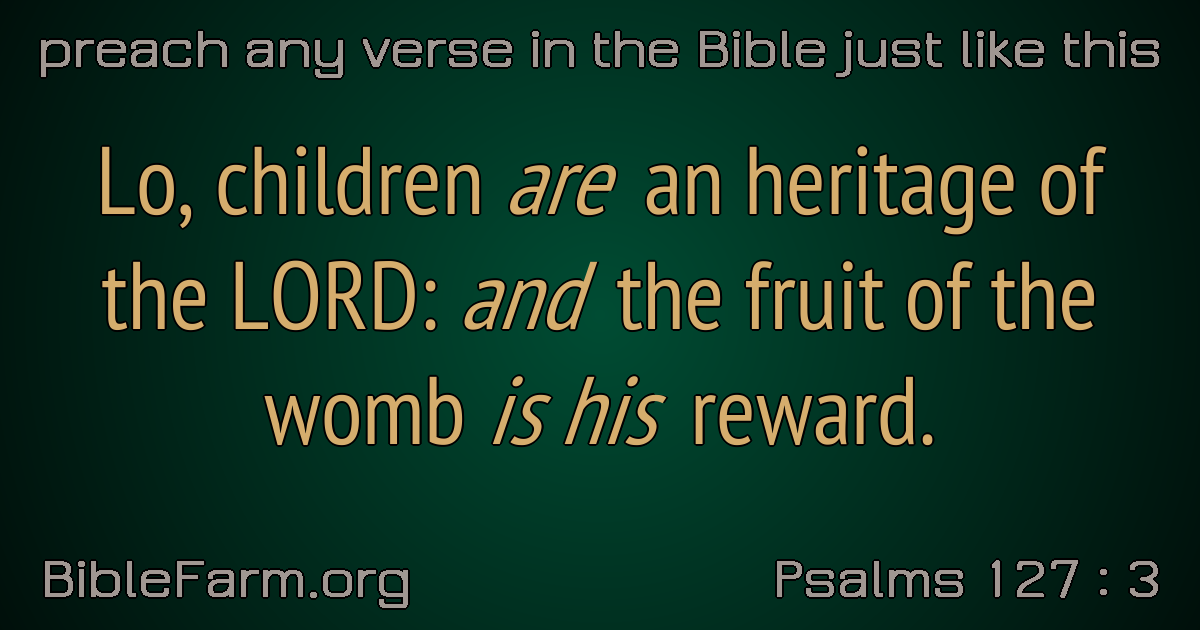 preach any verse in the Bible just like this
Lo, children are an heritage of
the LORD: and the fruit of the
womb is his reward.
BibleFarm.org
Psalms 127 : 3